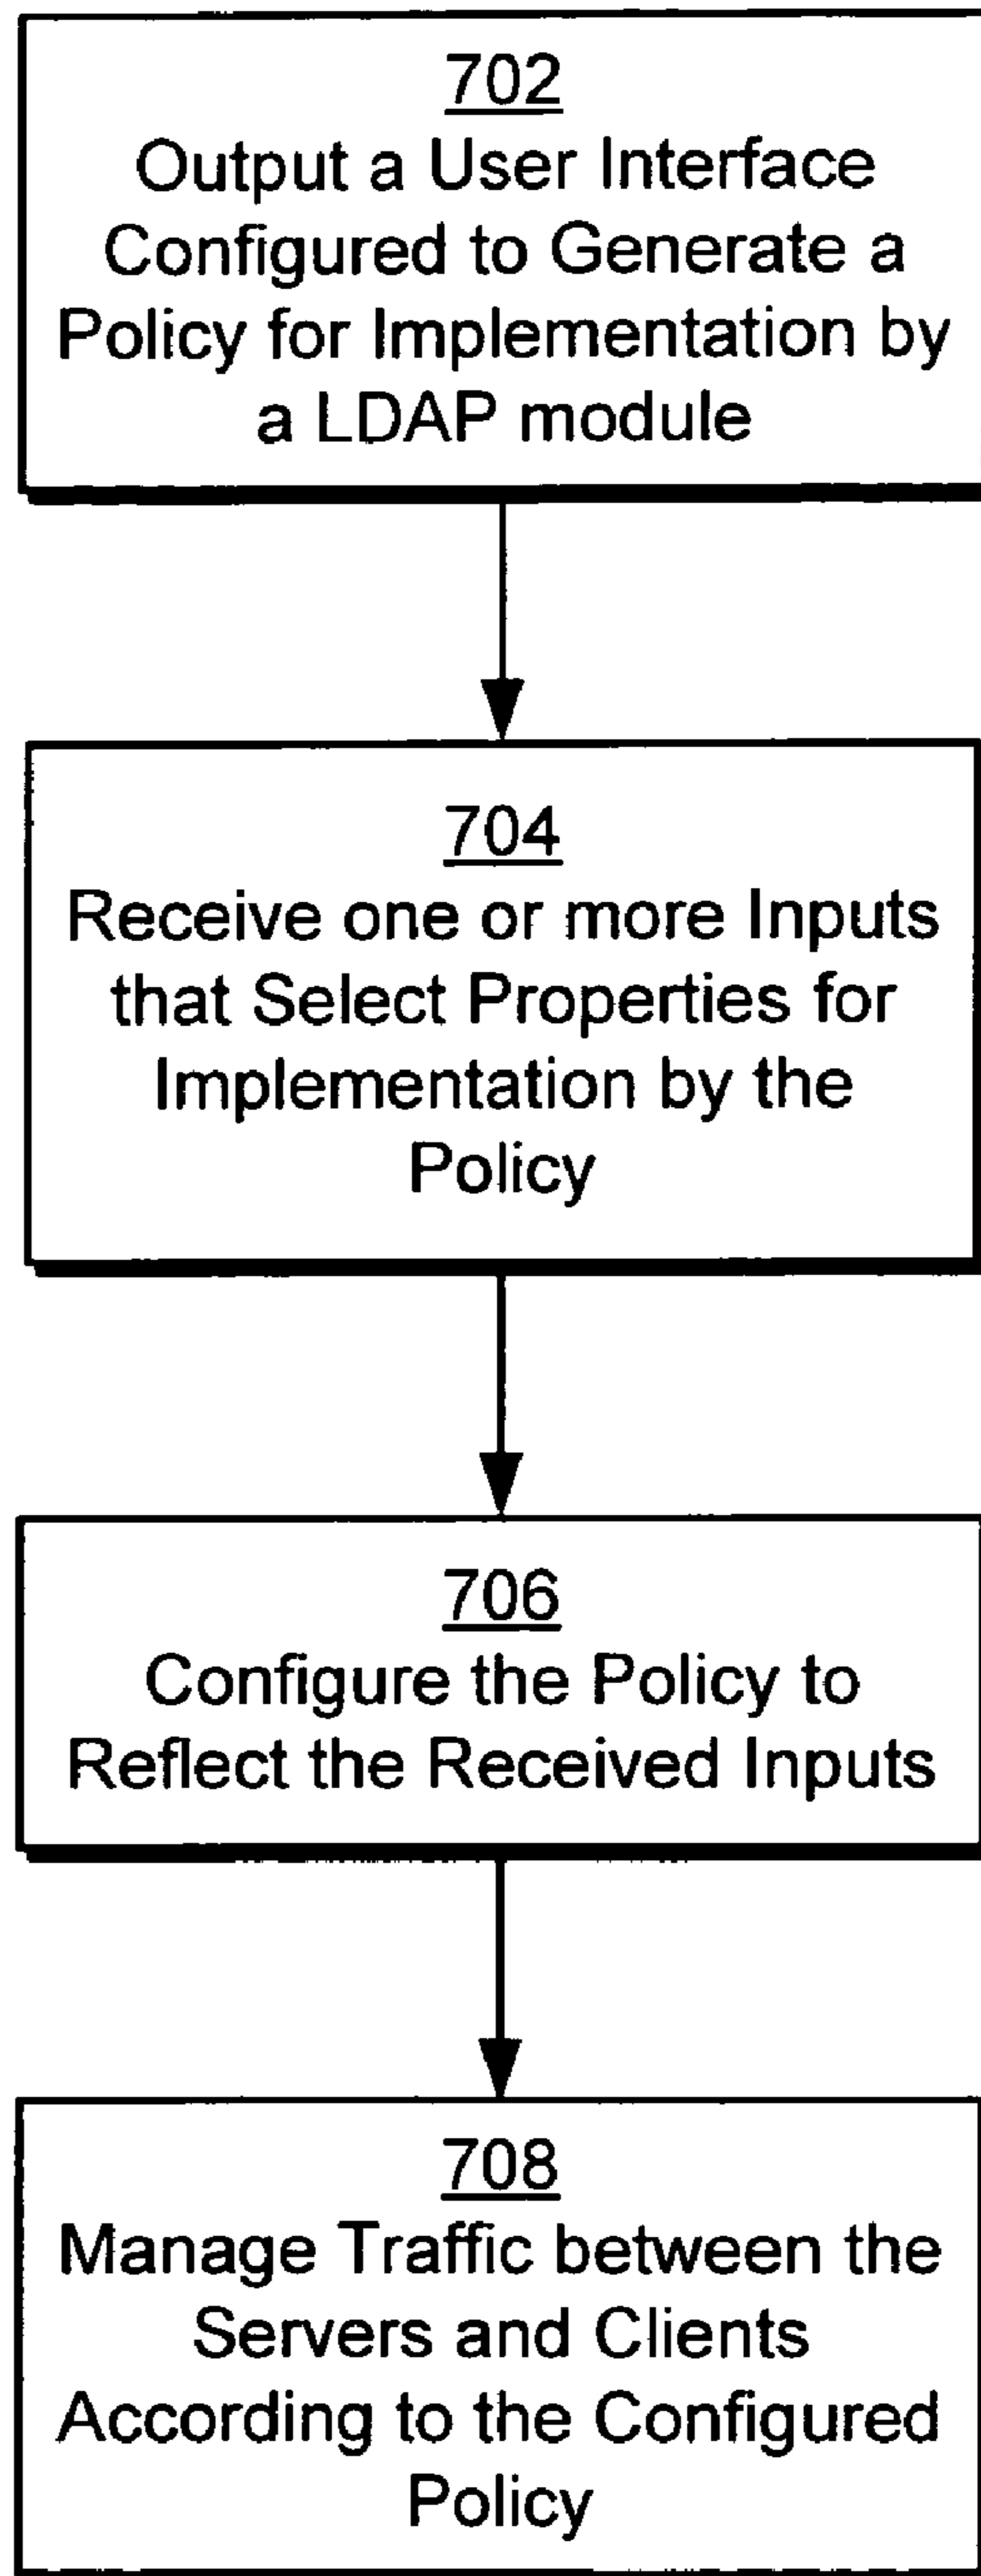 702
Output a User Interface
Configured to Generate a
Policy for Implementation by
a LDAP module
704
Receive one or more Inputs
that Select Properties for
Implementation by the
Policy
706
Configure the Policy to
Reflect the Received Inputs
708
Manage Traffic between the
Servers and Clients
According to the Configured
Policy